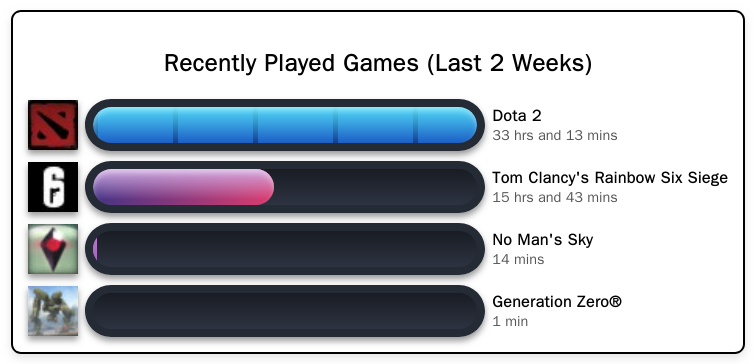 Recently Played Games (Last 2 Weeks)
Dota 2
33 hrs and 13 mins
Tom Clancy's Rainbow Six Siege
15 hrs and 43 mins
No Man's Sky
14 mins
Generation Zero®
1 min